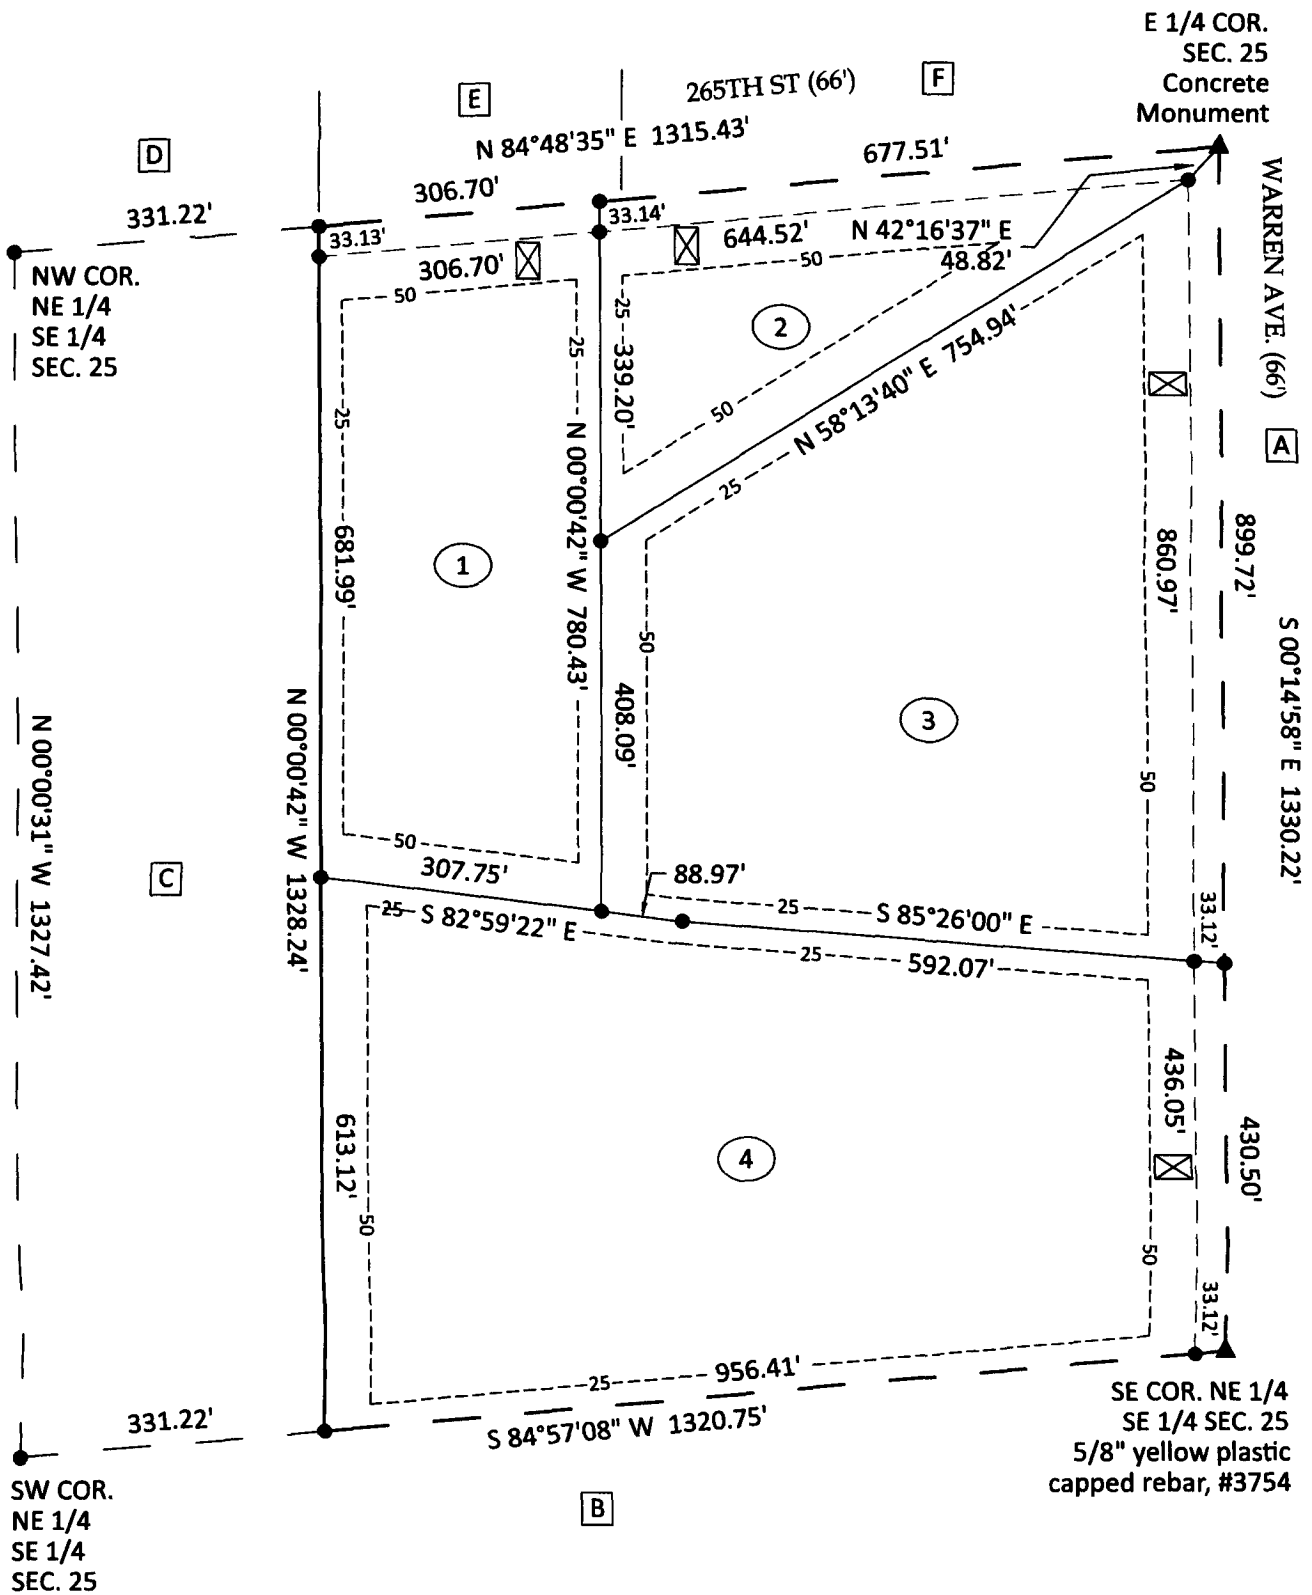 E 1/4 COR.
SEC. 25
Concrete
Monument
E
265TH ST (66')
F
D
N 84°48'35" E 1315.43'
677.51'
306.70'
331.22'
33.14'
33.13'
644.52'
N 42°16'37" E
48.82'
306.70'
50
50
WARREN AVE. (66')
NW COR.
NE 1/4
SE 1/4
SEC. 25
25
339.20'
25
2
50
N 58°13'40" E 754.94'
25
25
A
N 00°00'42" W 780.43'
681.99'
1
860.97'
899.72'
50
408.09'
3
50
S 00°14'58" E 1330.22'
N 00°00'31" W 1327.42'
N 00°00'42" W 1328.24'
C
50
307.75'
88.97'
25
S 85°26'00" E
33.12'
25
S 82°59'22" E
25
592.07'
436.05'
430.50'
613.12'
4
50
50
33.12'
25
956.41'
331.22'
S 84°57'08" W 1320.75'
SE COR. NE 1/4
SE 1/4 SEC. 25
5/8" yellow plastic
capped rebar, #3754
SW COR.
NE 1/4
SE 1/4
SEC. 25
B